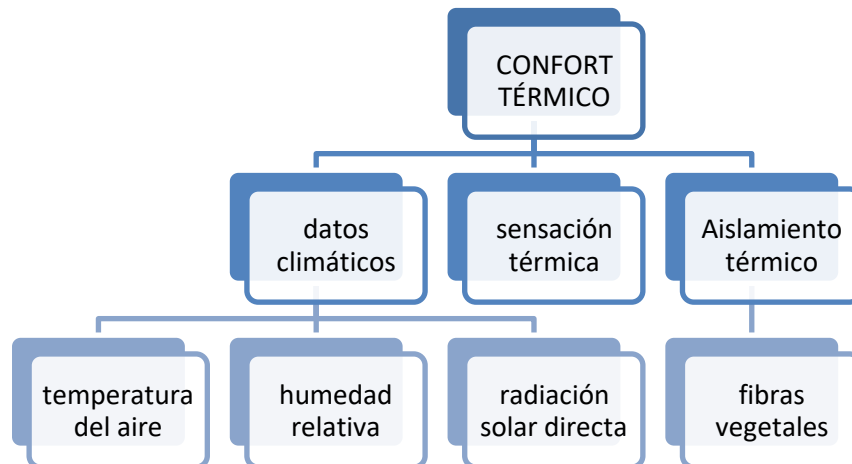 CONFORT
TÉRMICO
datos
climáticos
sensación
térmica
Aislamiento
térmico
temperatura
del aire
humedad
relativa
radiación
solar directa
fibras
vegetales